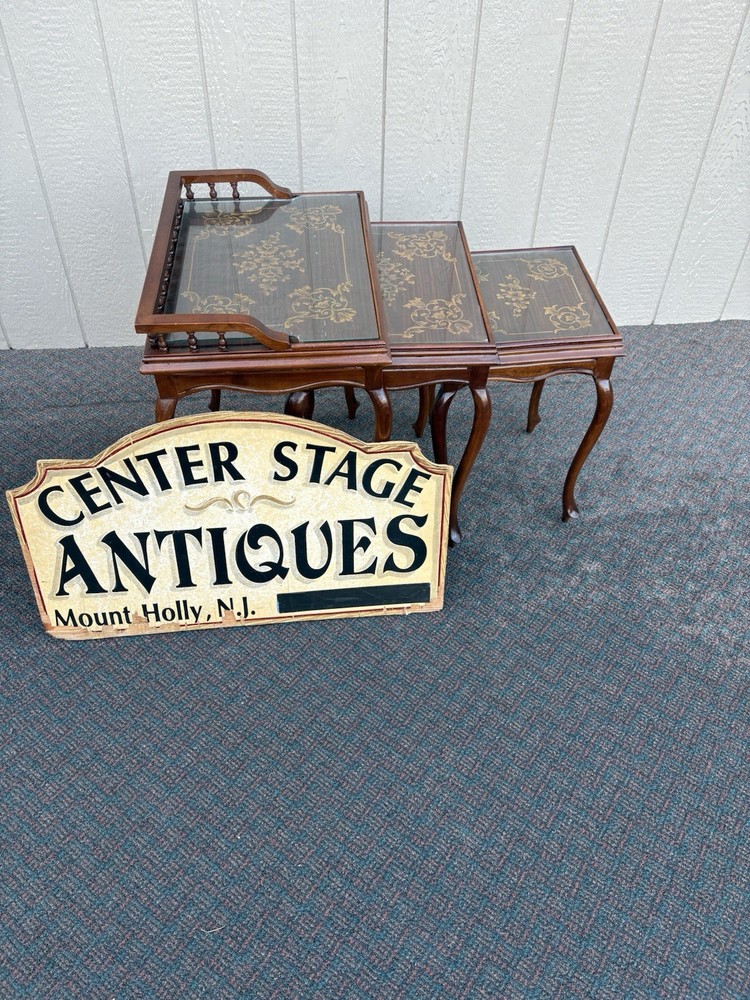 CENTER STAGE
ANTIQUES
Mount Holly, N.J.